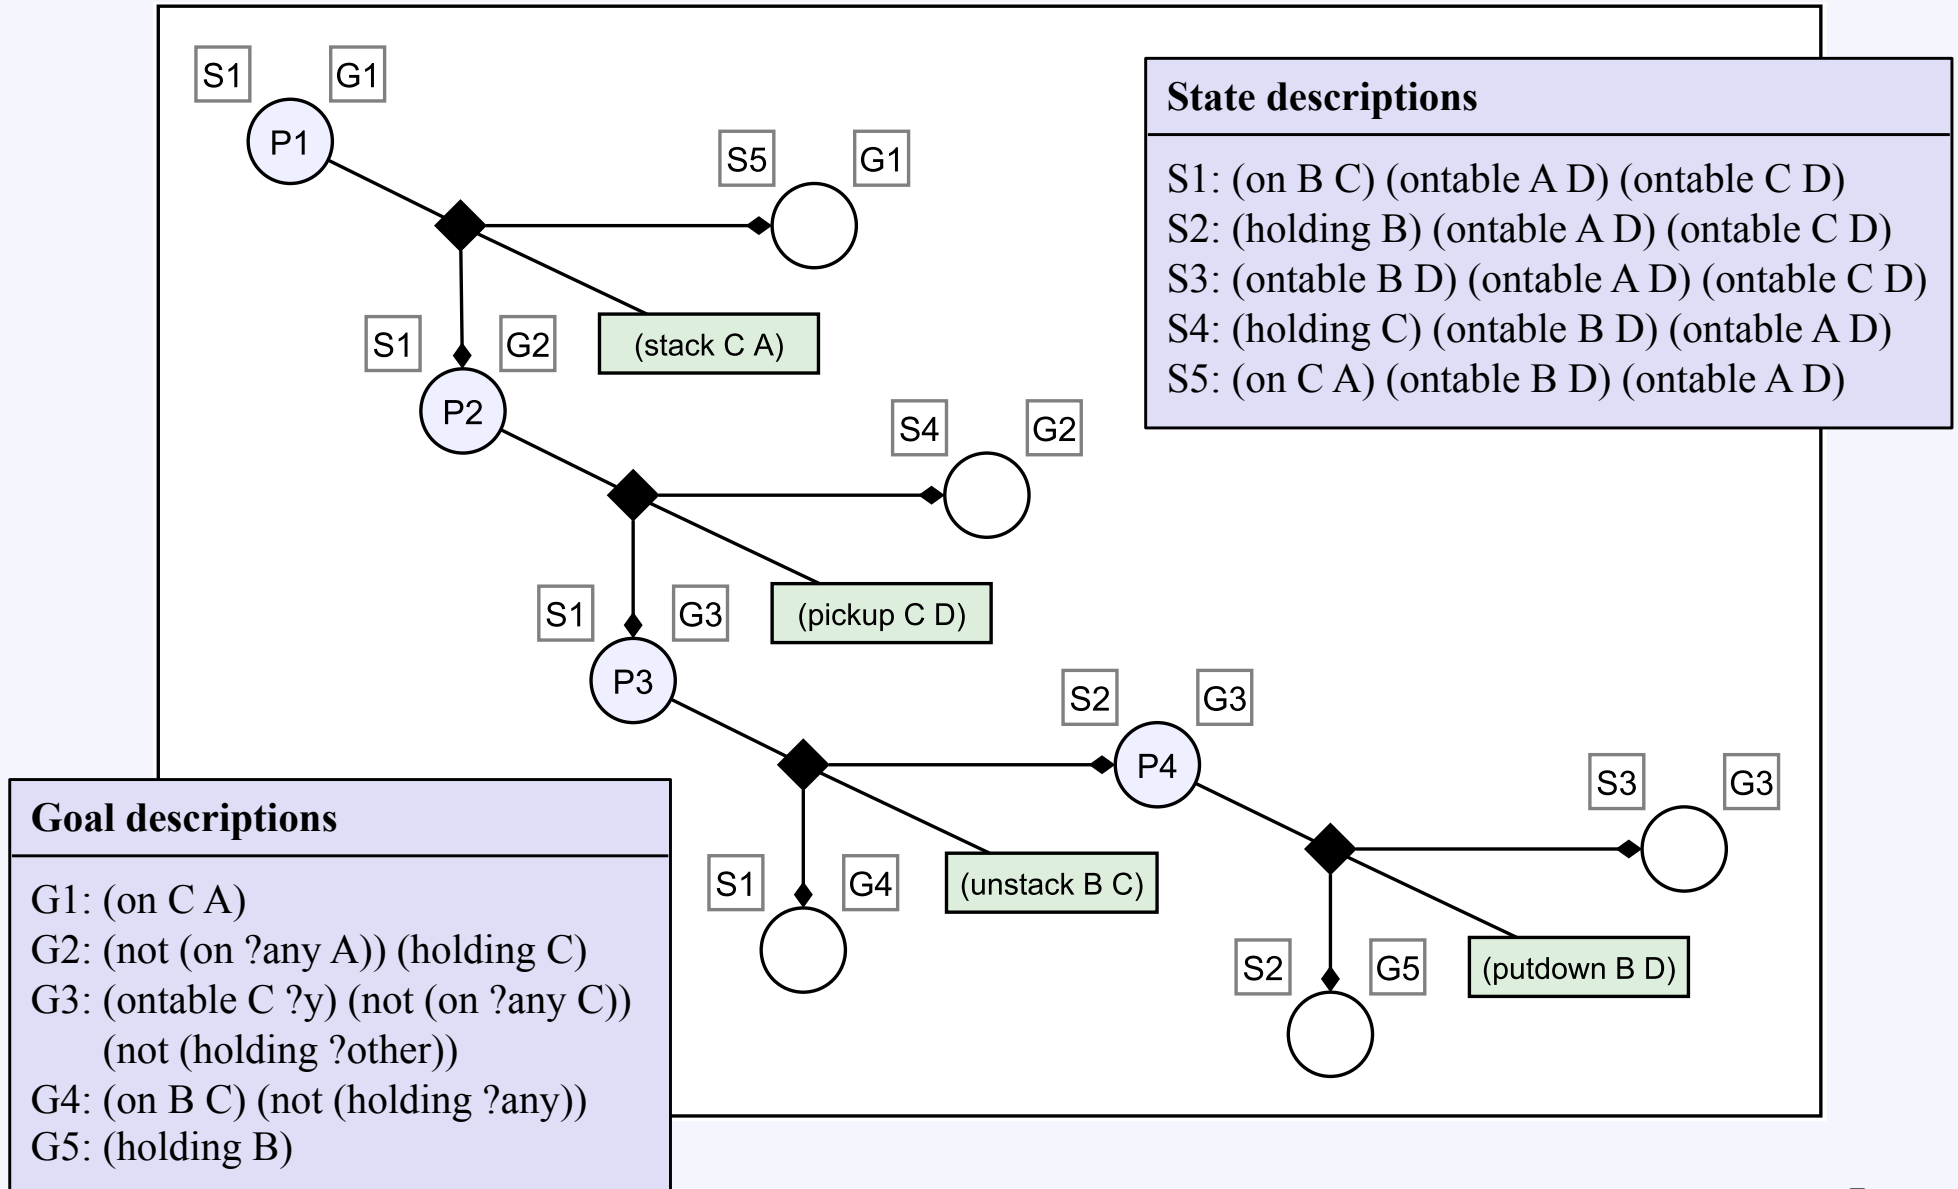 S1 G1
P1
S5 G1
(stack C A)
S1 G2
P2
S4 G2
(pickup C D)
S1 G3
P3
S2 G3
P4
(unstack B C)
S1 G4
S3 G3
(putdown B D)
S2 G5
State descriptions
S1: (on B C) (ontable A D) (ontable C D)
S2: (holding B) (ontable A D) (ontable C D)
S3: (ontable B D) (ontable A D) (ontable C D)
S4: (holding C) (ontable B D) (ontable A D)
S5: (on C A) (ontable B D) (ontable A D)
Goal descriptions
G1: (on C A)
G2: (not (on ?any A)) (holding C)
G3: (ontable C ?y) (not (on ?any C))
(not (holding ?other))
G4: (on B C) (not (holding ?any))
G5: (holding B)